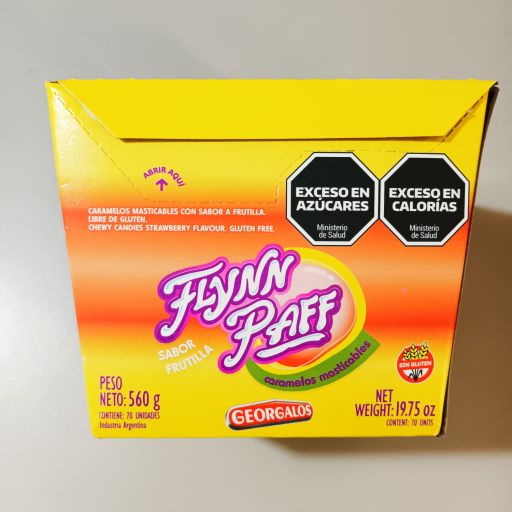 ABRIR AQUÍ
EXCESO EN
AZÚCARES
Ministerio
de Salud
EXCESO EN
CALORÍAS
Ministerio
de Salud
CARAMELOS MASTICABLES CON SABOR A FRUTILLA.
LIBRE DE GLUTEN.
CHEWY CANDIES STRAWBERRY FLAVOUR. GLUTEN FREE.
FLYNN
PAFF
SABOR
FRUTILLA
caramelos masticables
SIN GLUTEN
PESO
NETO: 560 g
CONTIENE: 70 UNIDADES
Industria Argentina
GEORGALOS
NET
WEIGHT: 19.75 oz
CONTENT: 70 UNITS